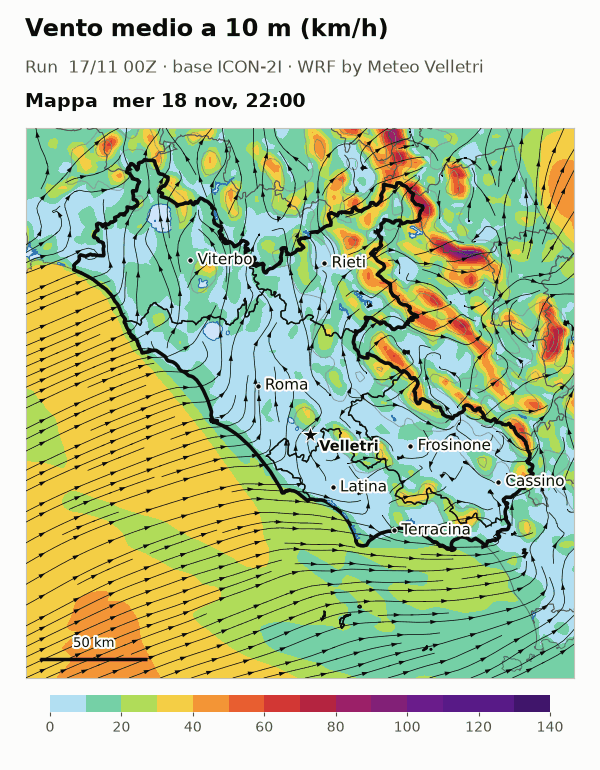 Vento medio a 10 m (km/h)
Run 17/11 00Z · base ICON-2I · WRF by Meteo Velletri
Mappa mer 18 nov, 22:00
Viterbo
Rieti
Roma
Velletri
Frosinone
Cassino
Latina
Terracina
50 km
0 20 40 60 80 100 120 140